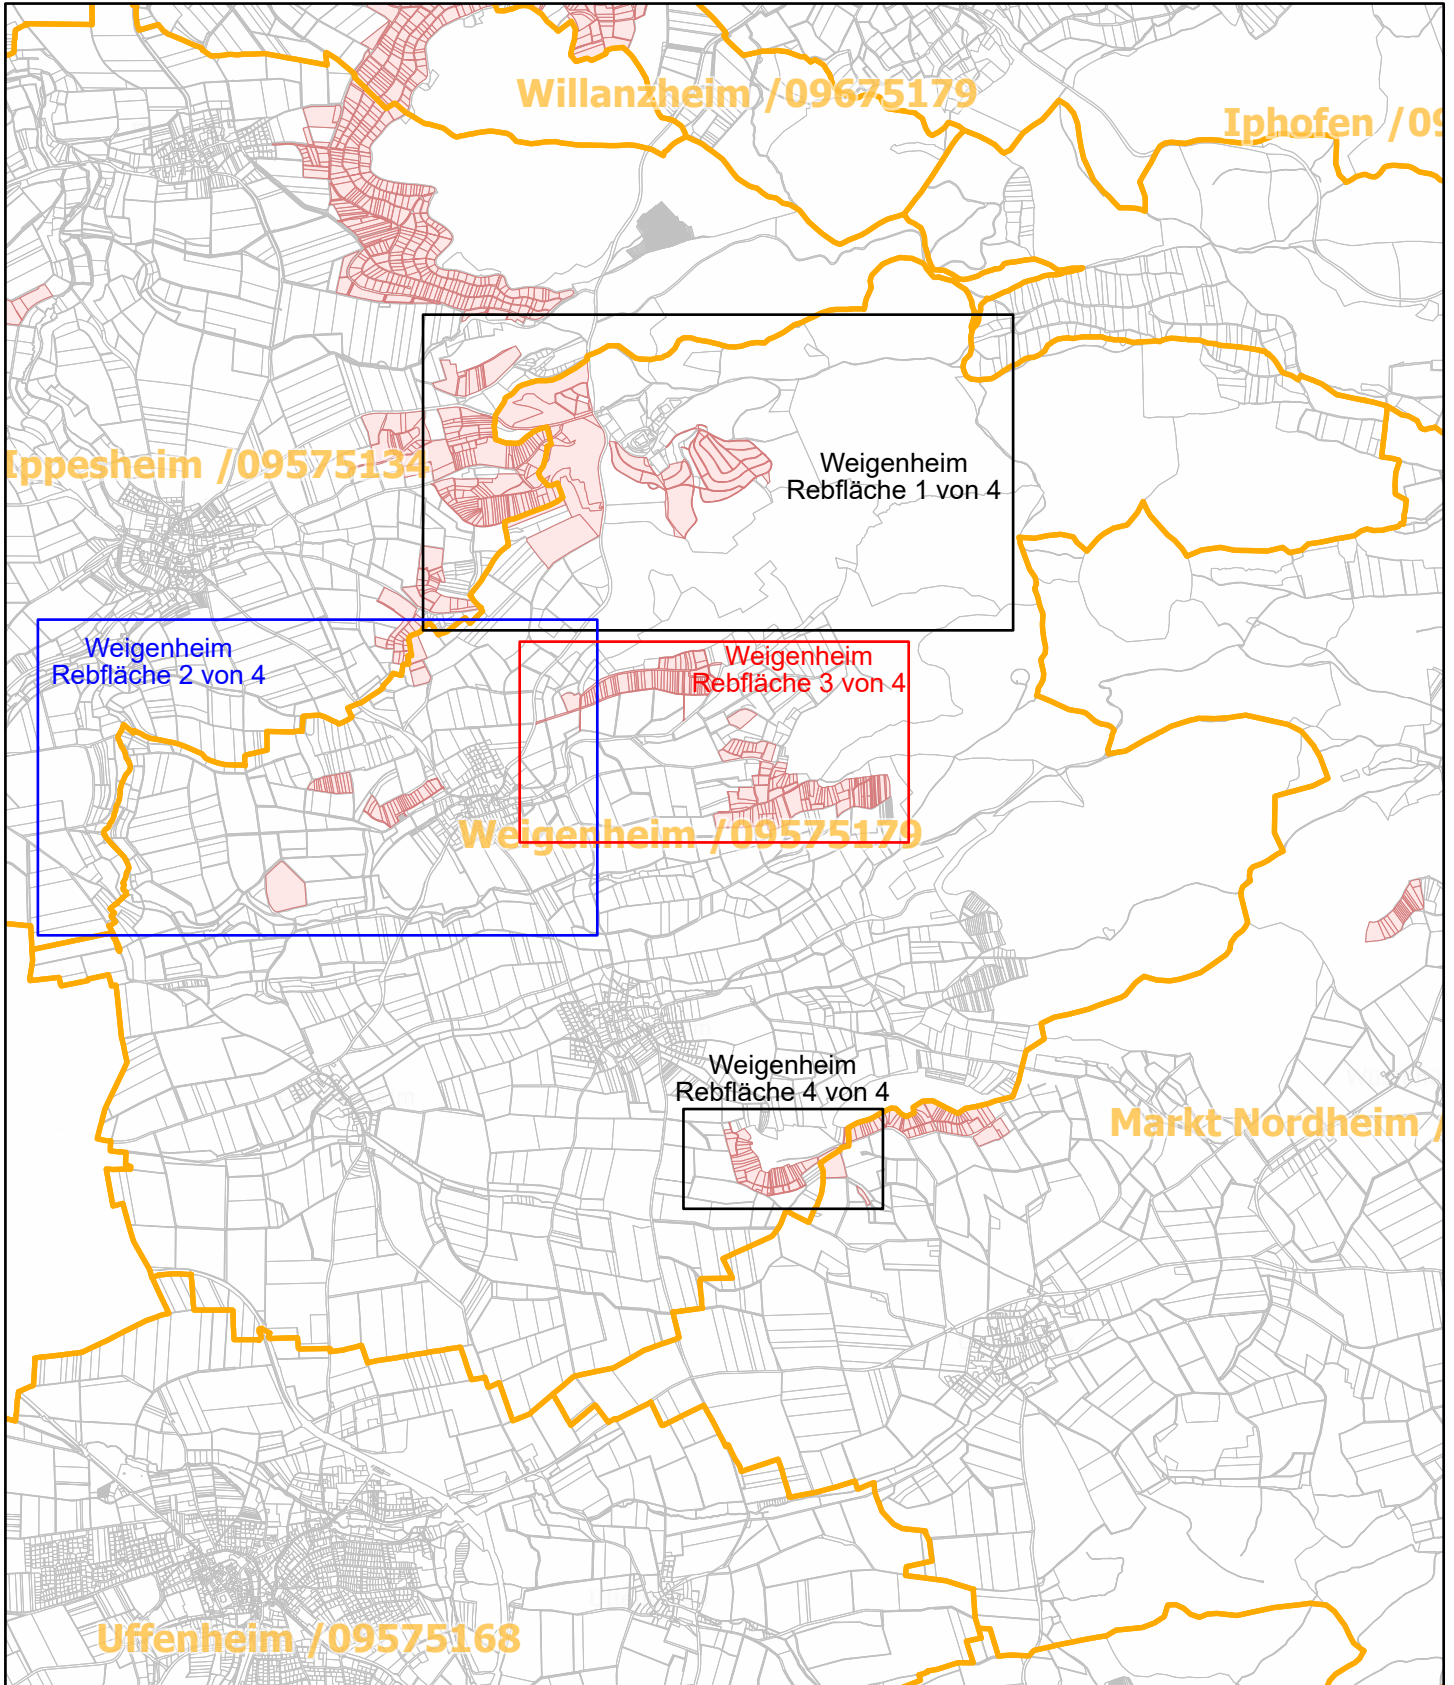 Willanzheim /09675179
Iphofen /09
Ippesheim /09575134
Weigenheim
Rebfläche 1 von 4
Weigenheim
Rebfläche 2 von 4
Weigenheim
Rebfläche 3 von 4
Weigenheim /09575179
Weigenheim
Rebfläche 4 von 4
Markt Nordheim /
Uffenheim /09575168